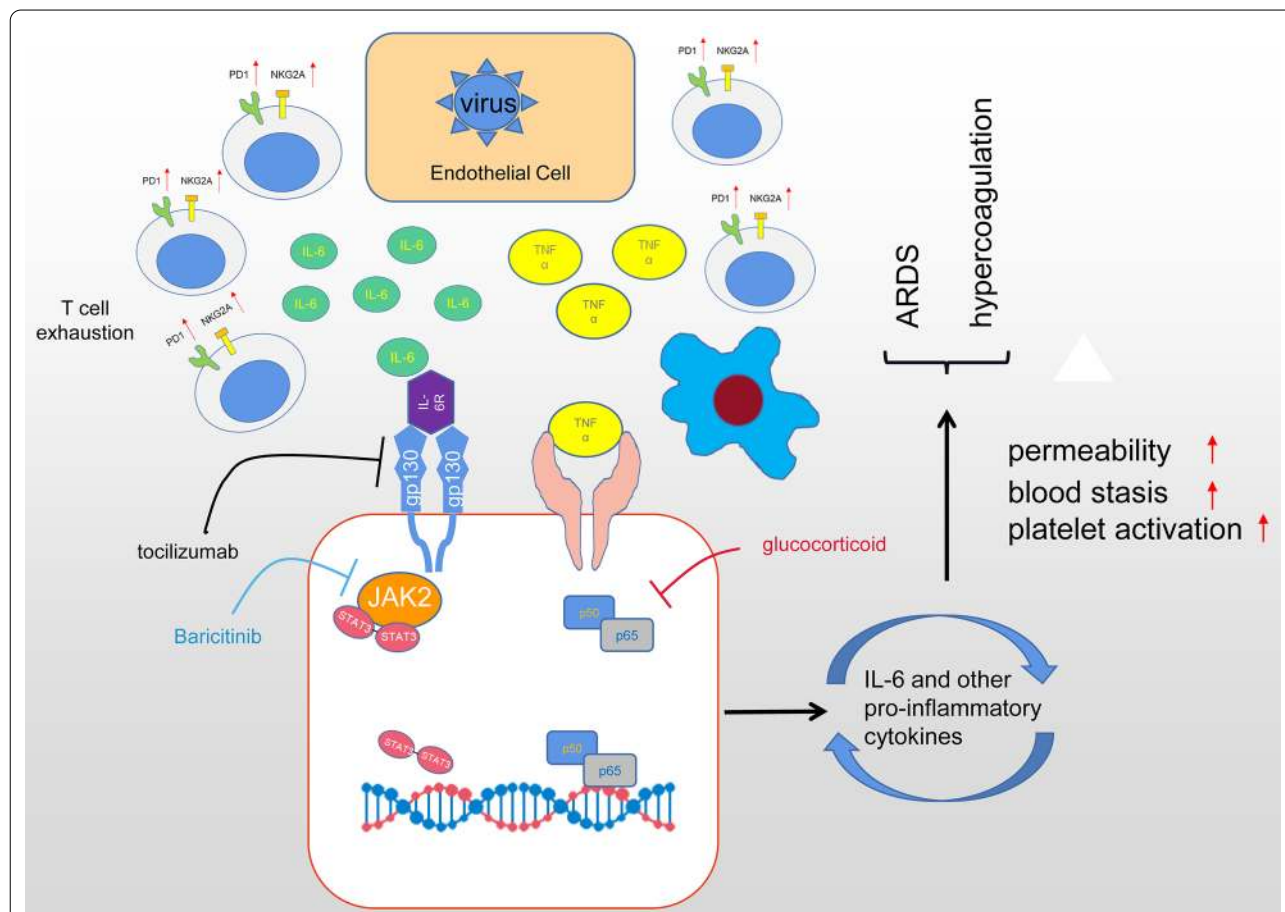 PD1 NKG2A
PD1 NKG2A
virus
Endothelial Cell
PD1 NKG2A
PD1 NKG2A
PD1 NKG2A
T cell
exhaustion
PD1 NKG2A
IL-6
IL-6
IL-6
IL-6
IL-6
IL-6
TNF
α
TNF
α
TNF
α
IL-
6R
gp130
gp130
TNF
α
tocilizumab
Baricitinib
JAK2
STAT3
STAT3
glucocorticoid
p50
p65
STAT3
STAT3
p50
p65
ARDS
hypercoagulation
permeability
blood stasis
platelet activation
IL-6 and other
pro-inflammatory
cytokines